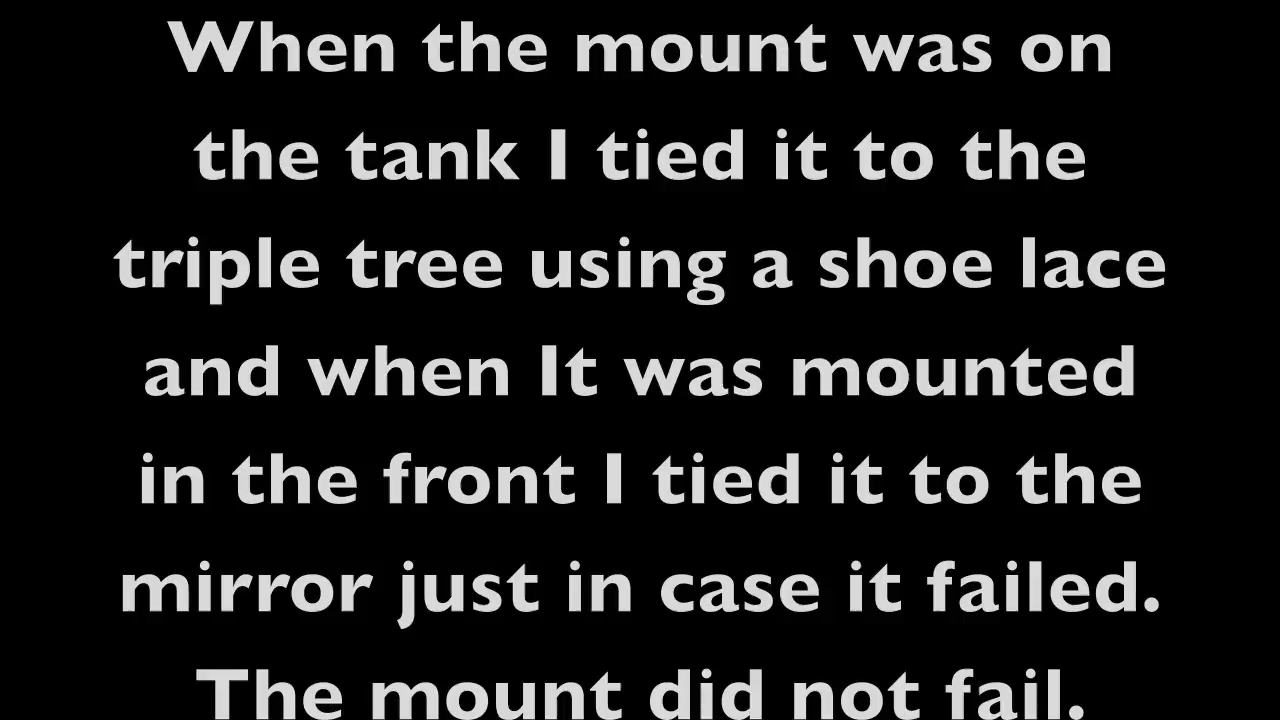 When the mount was on
the tank I tied it to the
triple tree using a shoe lace
and when It was mounted
in the front I tied it to the
mirror just in case it failed.
The mount did not fail.